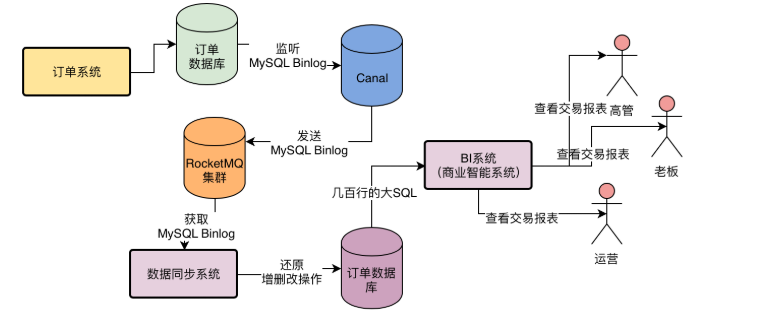 订单系统
订单
数据库
监听
MySQL Binlog
Canal
发送
MySQL Binlog
RocketMQ
集群
获取
MySQL Binlog
数据同步系统
还原
增删改操作
订单数据
库
几百行的大SQL
BI系统
（商业智能系统）
查看交易报表
高管
查看交易报表
老板
查看交易报表
运营